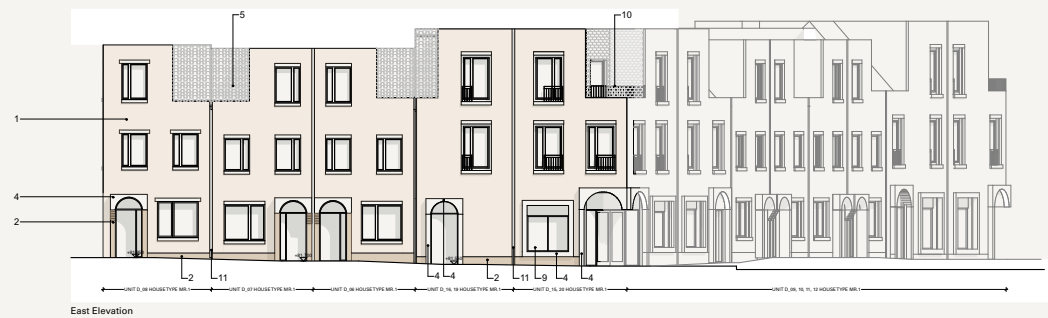 5
10
1
4
2
2
11
4
4
2
11
9
4
4
UNIT D_08 HOUSETYPE MR.1
UNIT D_07 HOUSETYPE MR.1
UNIT D_06 HOUSETYPE MR.1
UNIT D_16, 18 HOUSETYPE MR.1
UNIT D_15, 20 HOUSETYPE MR.1
UNIT D_09, 10, 11, 12 HOUSETYPE MR.1
East Elevation